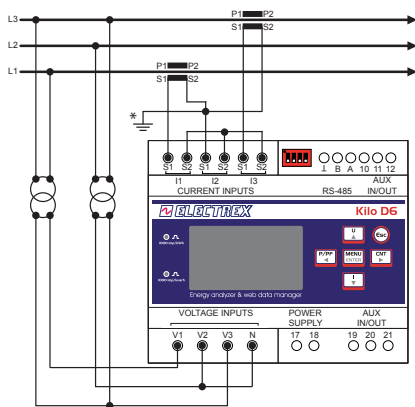 L3
P1 P2
S1 S2
L2
L1
P1 P2
S1 S2
*
S1 S2 S1 S2 S1 S2
I1 I2 I3
CURRENT INPUTS
⊥ B A 10 11 12
RS-485
AUX
IN/OUT
ELECTREX
Kilo D6
U
Esc
P/PF
MENU
ENTER
CNT
I
Energy analyzer & web data manager
VOLTAGE INPUTS
V1 V2 V3 N
POWER
SUPPLY
17 18
AUX
IN/OUT
19 20 21